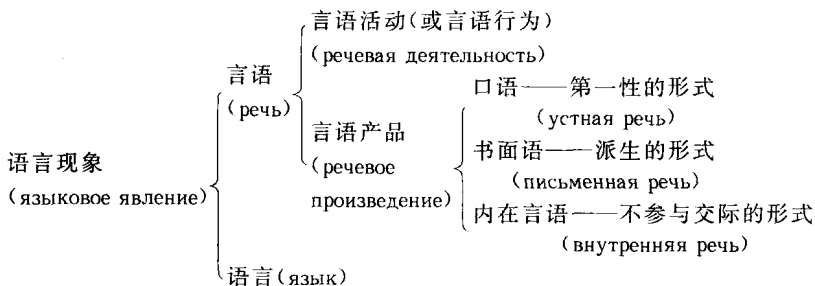 言语活动(或言语行为)
(речевая деятельность)
言语
(речь)
口语——第一性的形式
(устная речь)
言语产品
(речевое
произведение)
书面语——派生的形式
(письменная речь)
内在言语——不参与交际的形式
(внутренняя речь)
语言现象
(языковое явление)
语言(язык)